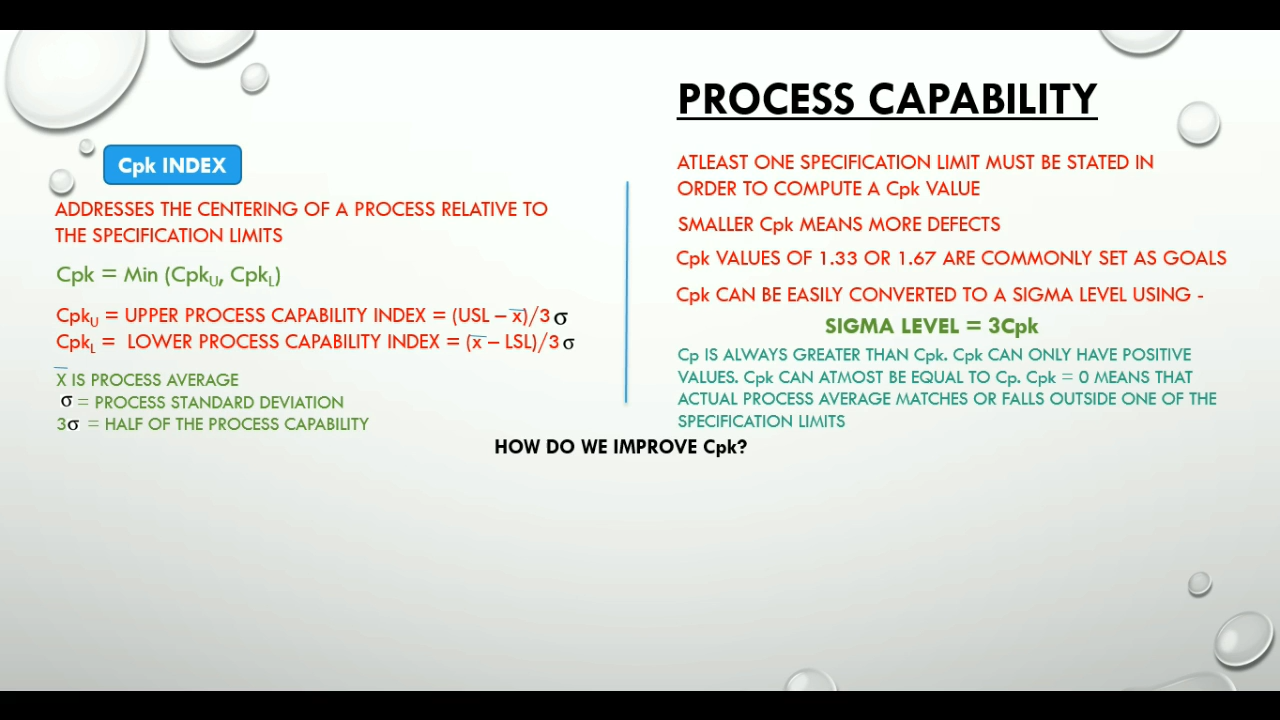 PROCESS CAPABILITY
Cpk INDEX
ADDRESSES THE CENTERING OF A PROCESS RELATIVE TO
THE SPECIFICATION LIMITS
Cpk = Min (CpkU, CpkL)
CpkU = UPPER PROCESS CAPABILITY INDEX = (USL – x̅)/3σ
CpkL = LOWER PROCESS CAPABILITY INDEX = (x̅ – LSL)/3σ
X̅ IS PROCESS AVERAGE
σ = PROCESS STANDARD DEVIATION
3σ = HALF OF THE PROCESS CAPABILITY
ATLEAST ONE SPECIFICATION LIMIT MUST BE STATED IN
ORDER TO COMPUTE A Cpk VALUE
SMALLER Cpk MEANS MORE DEFECTS
Cpk VALUES OF 1.33 OR 1.67 ARE COMMONLY SET AS GOALS
Cpk CAN BE EASILY CONVERTED TO A SIGMA LEVEL USING -
SIGMA LEVEL = 3Cpk
Cp IS ALWAYS GREATER THAN Cpk. Cpk CAN ONLY HAVE POSITIVE
VALUES. Cpk CAN ATMOST BE EQUAL TO Cp. Cpk = 0 MEANS THAT
ACTUAL PROCESS AVERAGE MATCHES OR FALLS OUTSIDE ONE OF THE
SPECIFICATION LIMITS
HOW DO WE IMPROVE Cpk?